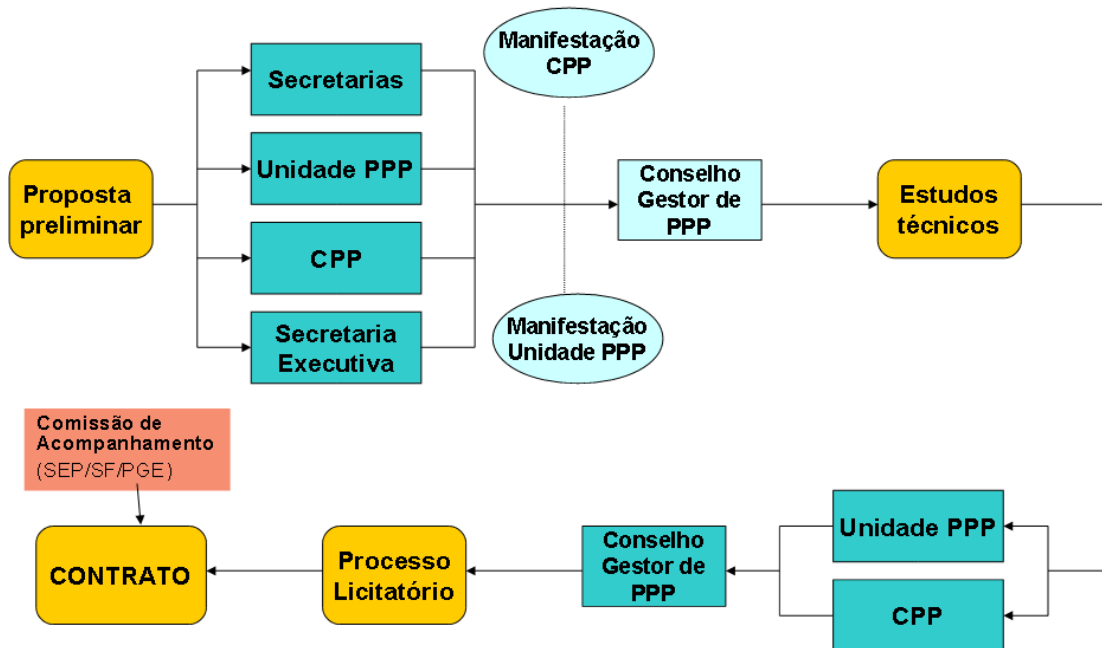 Proposta
preliminar
Secretarias
Unidade PPP
CPP
Secretaria
Executiva
Manifestação
CPP
Manifestação
Unidade PPP
Conselho
Gestor de
PPP
Estudos
técnicos
Unidade PPP
CPP
Conselho
Gestor de
PPP
Processo
Licitatório
Comissão de
Acompanhamento
(SEP/SF/PGE)
CONTRATO